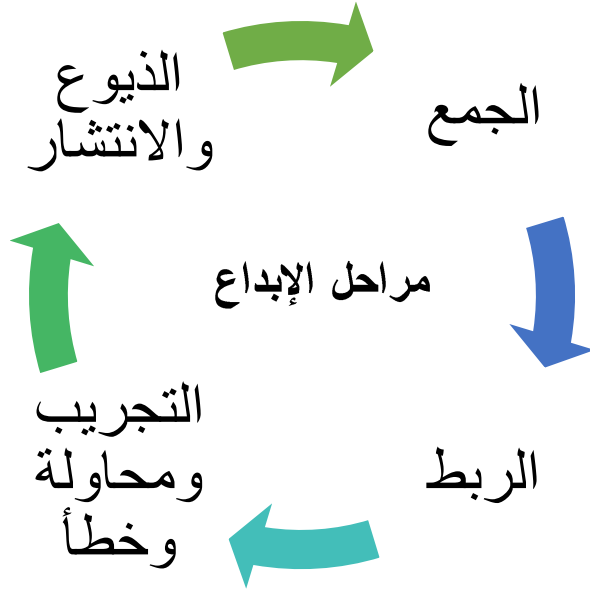 الذيوع
والانتشار
الجمع
مراحل الإبداع
التجريب
ومحاولة
وخطأ
الربط